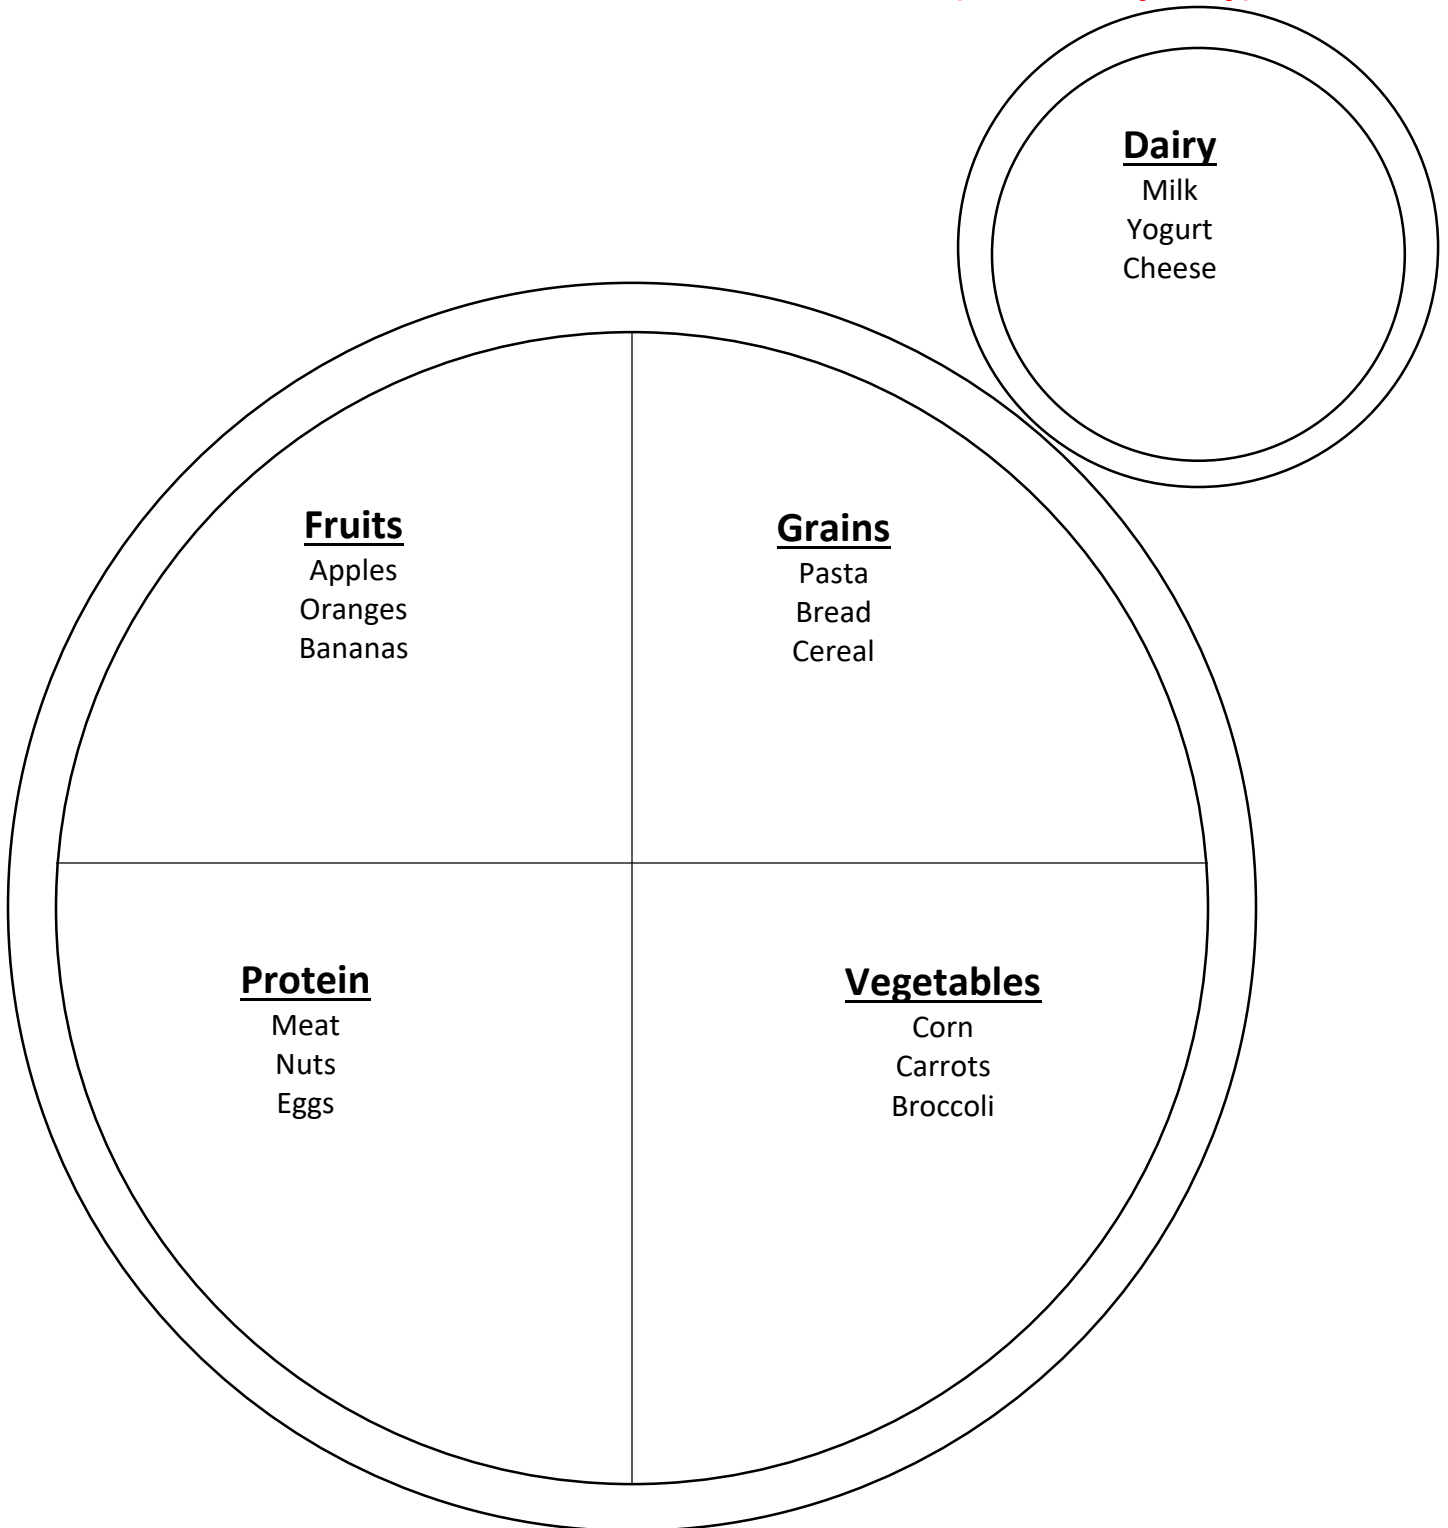 Dairy
Milk
Yogurt
Cheese
Fruits
Apples
Oranges
Bananas
Grains
Pasta
Bread
Cereal
Protein
Meat
Nuts
Eggs
Vegetables
Corn
Carrots
Broccoli